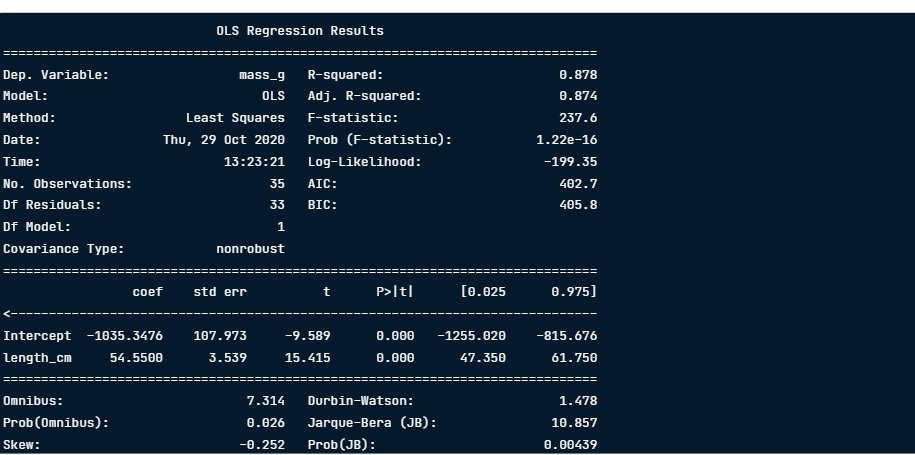 OLS Regression Results
==============================================================================
Dep. Variable:                 mass_g   R-squared:                       0.878
Model:                            OLS   Adj. R-squared:                  0.874
Method:                 Least Squares   F-statistic:                     237.6
Date:                Thu, 29 Oct 2020   Prob (F-statistic):           1.22e-16
Time:                        13:23:21   Log-Likelihood:                -199.35
No. Observations:                  35   AIC:                             402.7
Df Residuals:                      33   BIC:                             405.8
Df Model:                           1
Covariance Type:            nonrobust
==============================================================================
coef    std err          t      P>|t|      [0.025      0.975]
<-----------------------------------------------------------------------------
Intercept  -1035.3476    107.973     -9.589      0.000   -1255.020    -815.676
length_cm     54.5500      3.539     15.415      0.000      47.350      61.750
==============================================================================
Omnibus:                        7.314   Durbin-Watson:                   1.478
Prob(Omnibus):                  0.026   Jarque-Bera (JB):               10.857
Skew:                          -0.252   Prob(JB):                      0.00439